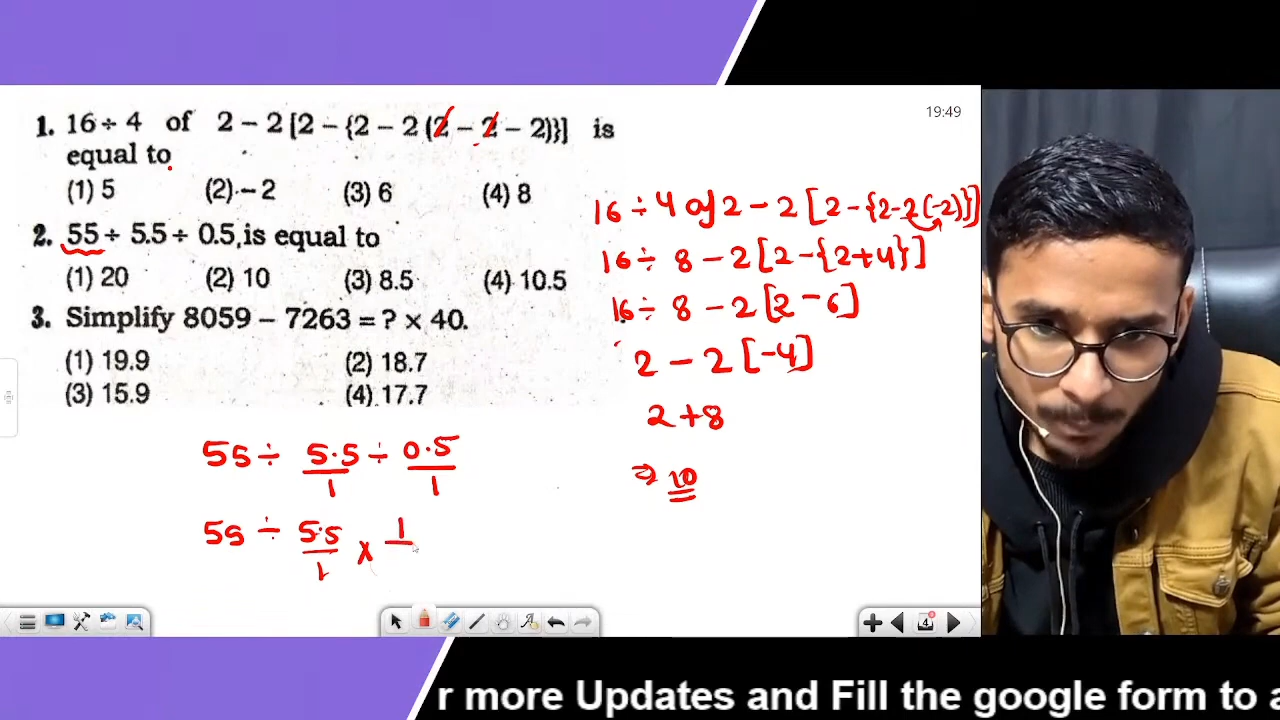 19:49
1. 16 ÷ 4 of 2 – 2 [2 – {2 – 2 (2 – 2 – 2)}] is
equal to
(1) 5 (2) – 2 (3) 6 (4) 8
2. 55 ÷ 5.5 ÷ 0.5, is equal to
(1) 20 (2) 10 (3) 8.5 (4) 10.5
3. Simplify 8059 – 7263 = ? × 40.
(1) 19.9 (2) 18.7
(3) 15.9 (4) 17.7
16 ÷ 4 of 2 – 2 [2 – {2 – 2 (–2)}]
16 ÷ 8 – 2 [2 – {2 + 4}]
16 ÷ 8 – 2 [2 – 6]
2 – 2 [–4]
2 + 8
⇒ 10
55 ÷ 5.5/1 ÷ 0.5/1
55 ÷ 5.5/1 × 1/
4
r more Updates and Fill the google form to a